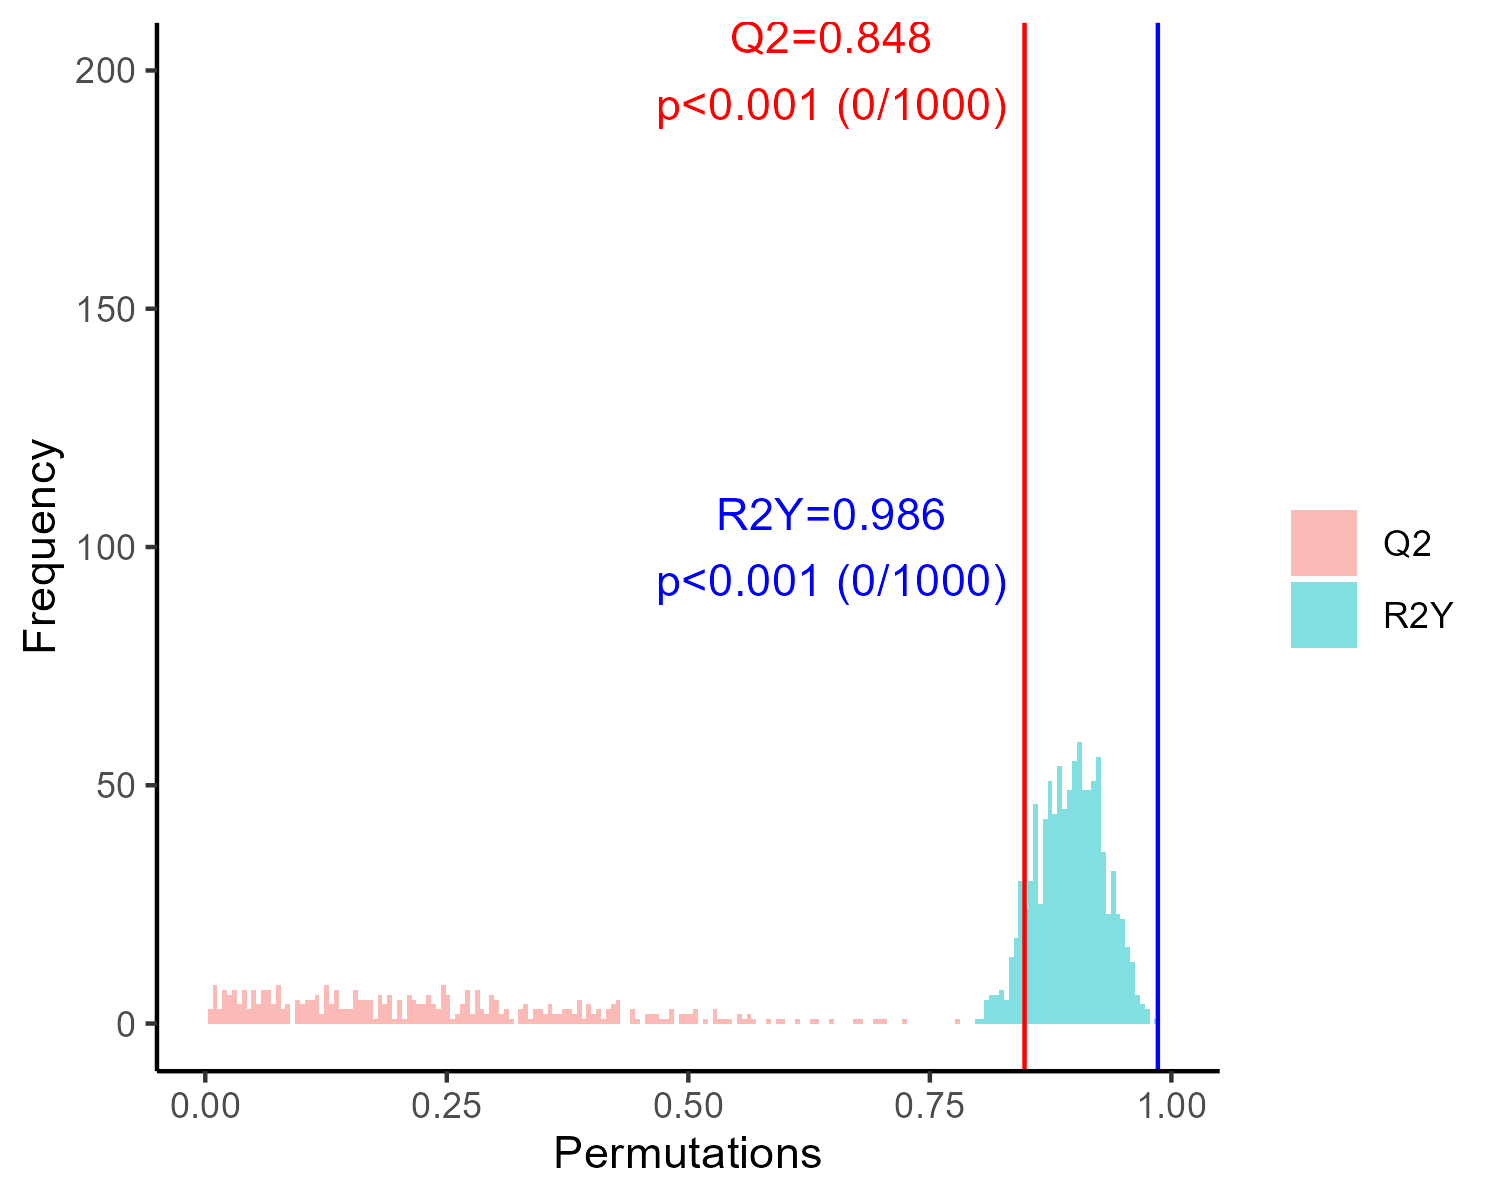 Q2=0.848
p<0.001 (0/1000)
R2Y=0.986
p<0.001 (0/1000)
200
150
100
50
0
Frequency
0.00
0.25
0.50
0.75
1.00
Permutations
Q2
R2Y